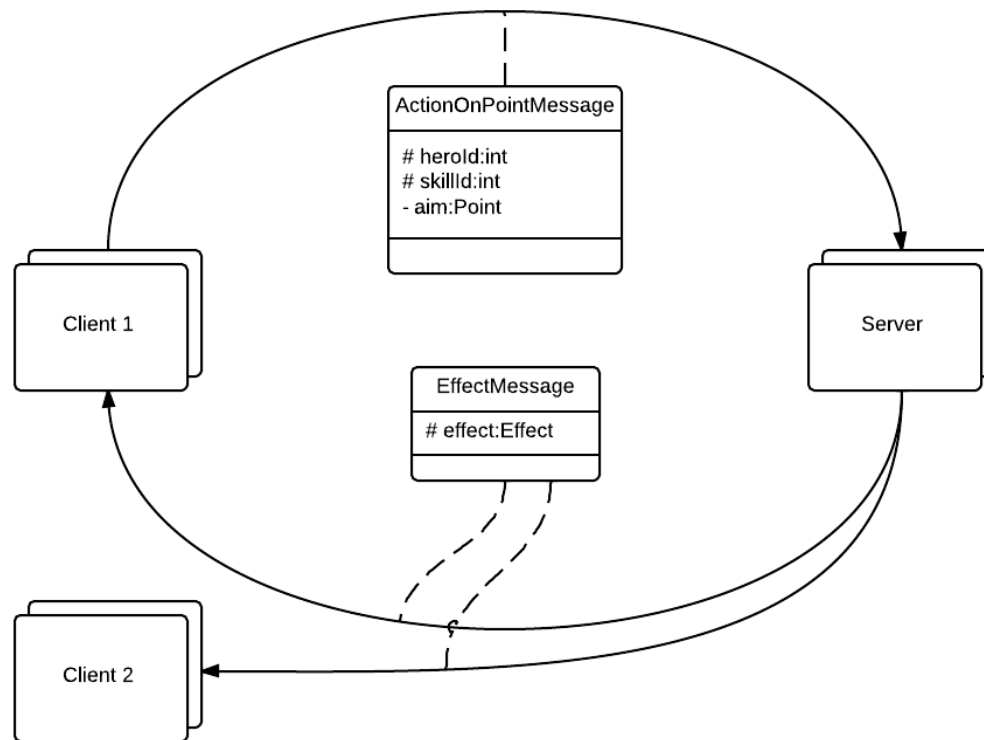 ActionOnPointMessage
# heroId:int
# skillId:int
- aim:Point
Client 1
Server
EffectMessage
# effect:Effect
Client 2